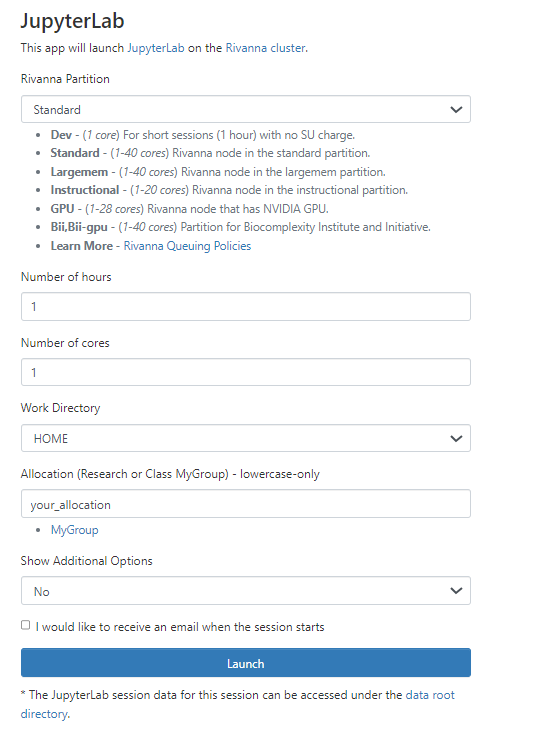 JupyterLab
This app will launch JupyterLab on the Rivanna cluster.
Rivanna Partition
Standard
Dev - (1 core) For short sessions (1 hour) with no SU charge.
Standard - (1-40 cores) Rivanna node in the standard partition.
Largemem - (1-40 cores) Rivanna node in the largemem partition.
Instructional - (1-20 cores) Rivanna node in the instructional partition.
GPU - (1-28 cores) Rivanna node that has NVIDIA GPU.
Bii,Bii-gpu - (1-40 cores) Partition for Biocomplexity Institute and Initiative.
Learn More - Rivanna Queuing Policies
Number of hours
1
Number of cores
1
Work Directory
HOME
Allocation (Research or Class MyGroup) - lowercase-only
your_allocation
MyGroup
Show Additional Options
No
I would like to receive an email when the session starts
Launch
* The JupyterLab session data for this session can be accessed under the data root
directory.